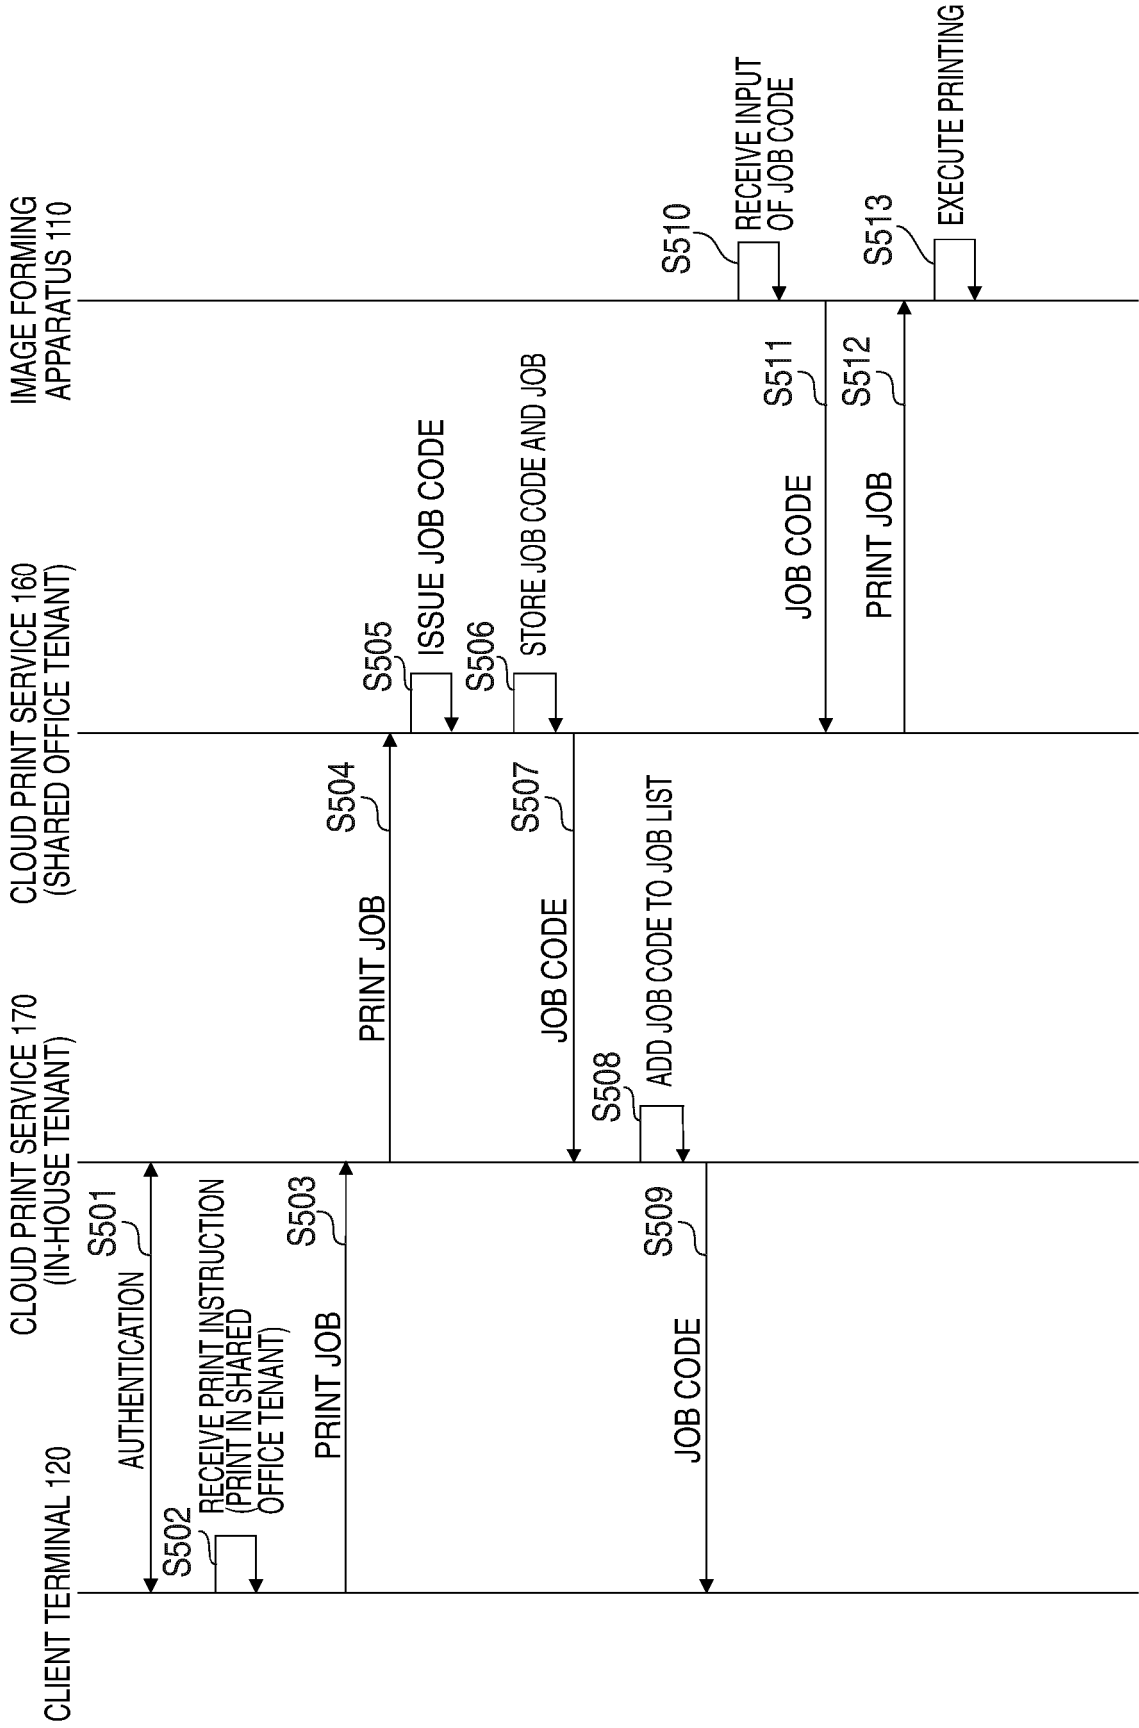 CLIENT TERMINAL 120
CLOUD PRINT SERVICE 170
(IN-HOUSE TENANT)
CLOUD PRINT SERVICE 160
(SHARED OFFICE TENANT)
IMAGE FORMING
APPARATUS 110
S501
AUTHENTICATION
S502
RECEIVE PRINT INSTRUCTION
(PRINT IN SHARED
OFFICE TENANT)
S503
PRINT JOB
S504
PRINT JOB
S505
ISSUE JOB CODE
S506
STORE JOB CODE AND JOB
S507
JOB CODE
S508
ADD JOB CODE TO JOB LIST
S509
JOB CODE
S510
RECEIVE INPUT
OF JOB CODE
S511
JOB CODE
S512
PRINT JOB
S513
EXECUTE PRINTING